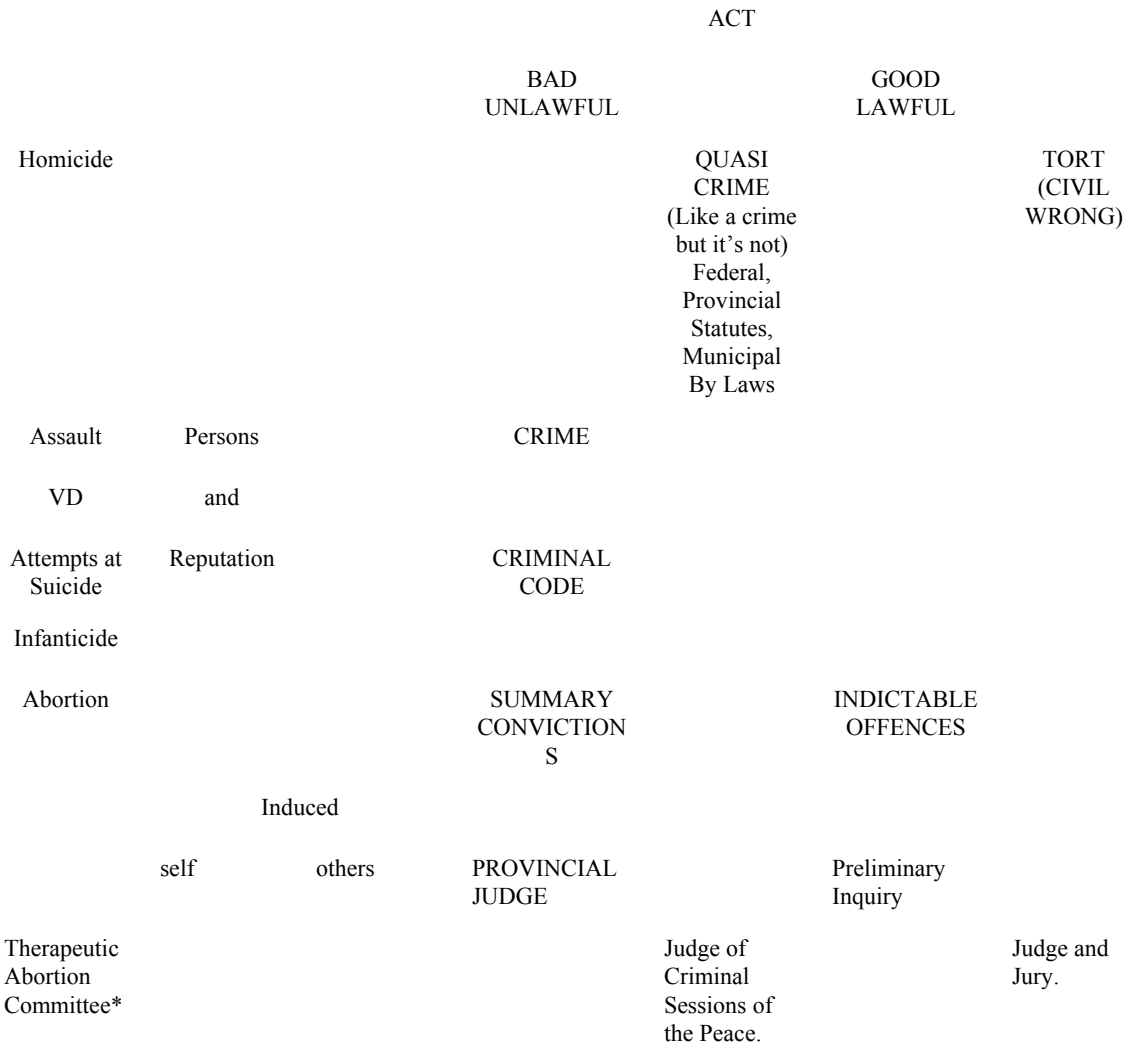 ACT
BAD GOOD
UNLAWFUL LAWFUL
Homicide QUASI TORT
CRIME (CIVIL
(Like a crime WRONG)
but it’s not)
Federal,
Provincial
Statutes,
Municipal
By Laws
Assault Persons CRIME
VD and
Attempts at Reputation CRIMINAL
Suicide CODE
Infanticide
Abortion SUMMARY INDICTABLE
CONVICTION OFFENCES
S
Induced
self others PROVINCIAL Preliminary
JUDGE Inquiry
Therapeutic Judge of Judge and
Abortion Criminal Jury.
Committee* Sessions of
the Peace.